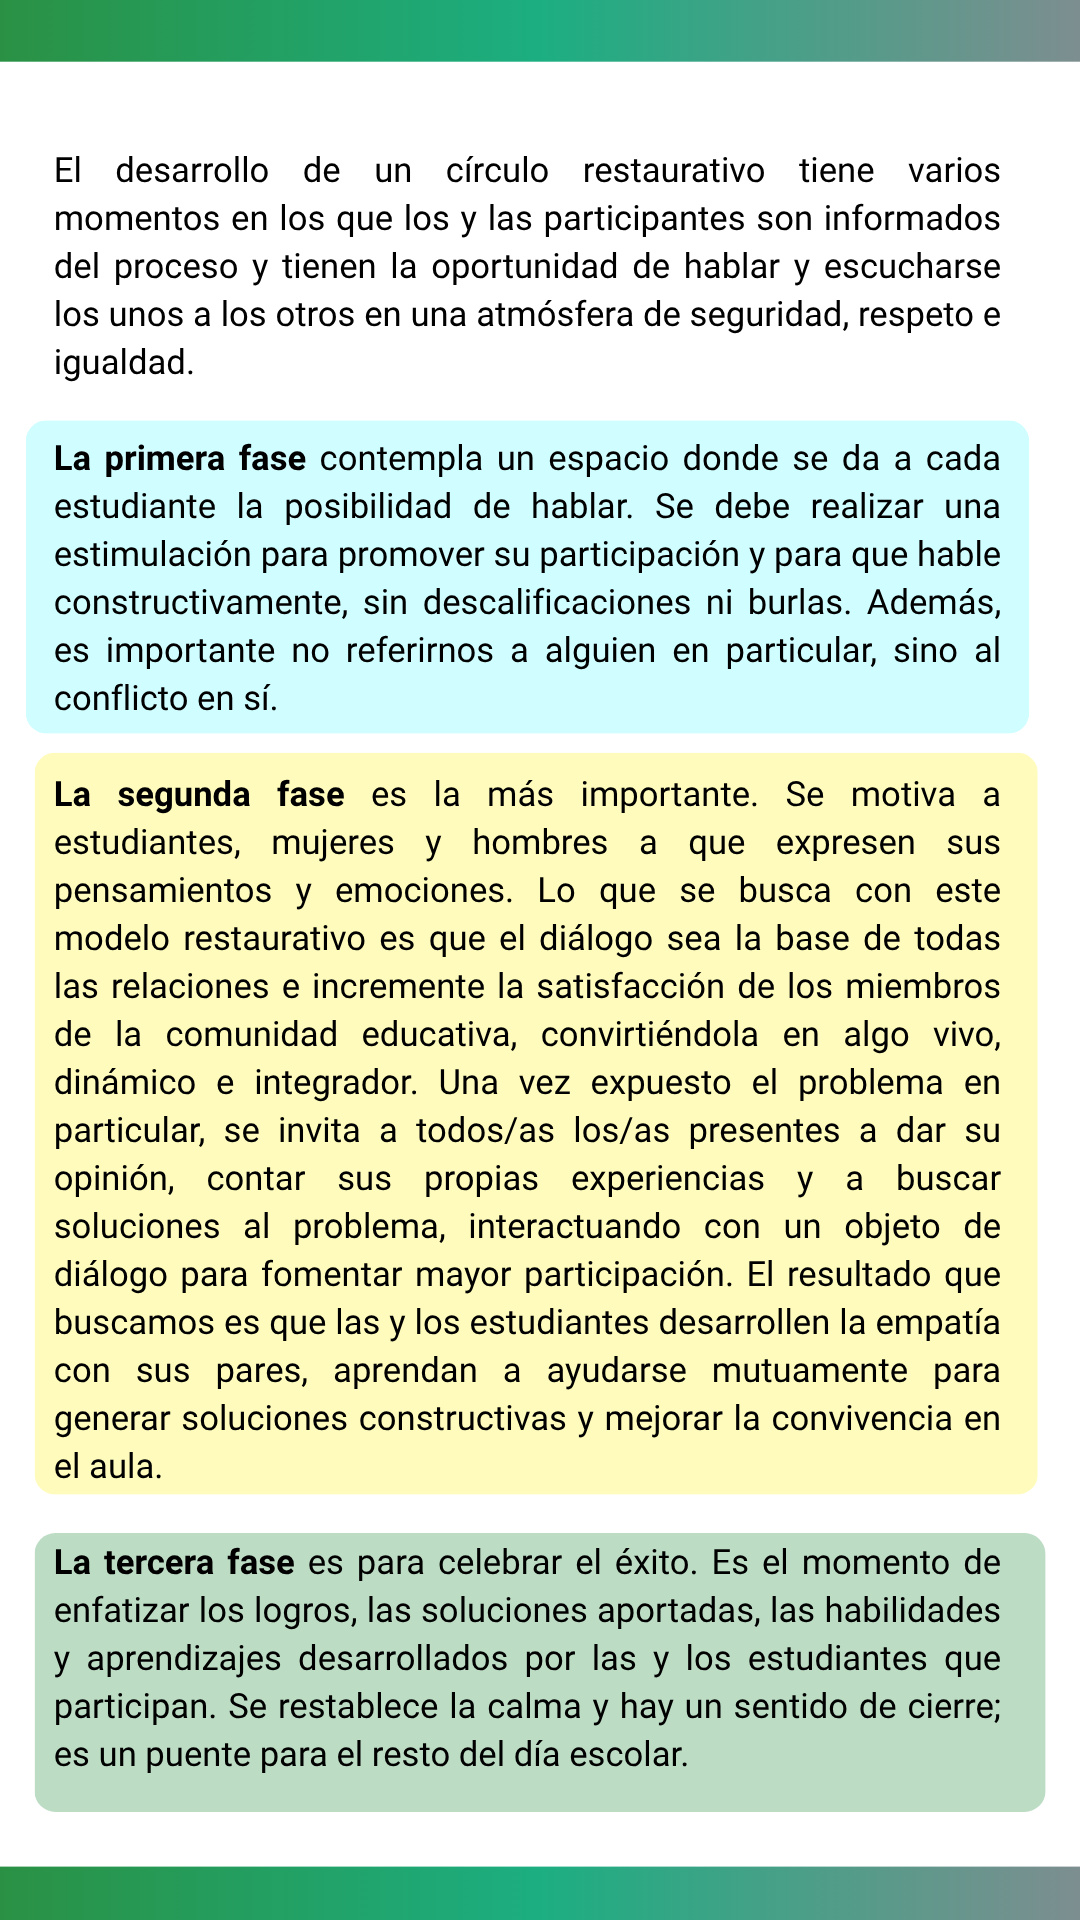 El desarrollo de un círculo restaurativo tiene varios
momentos en los que los y las participantes son informados
del proceso y tienen la oportunidad de hablar y escucharse
los unos a los otros en una atmósfera de seguridad, respeto e
igualdad.
La primera fase contempla un espacio donde se da a cada
estudiante la posibilidad de hablar. Se debe realizar una
estimulación para promover su participación y para que hable
constructivamente, sin descalificaciones ni burlas. Además,
es importante no referirnos a alguien en particular, sino al
conflicto en sí.
La segunda fase es la más importante. Se motiva a
estudiantes, mujeres y hombres a que expresen sus
pensamientos y emociones. Lo que se busca con este
modelo restaurativo es que el diálogo sea la base de todas
las relaciones e incremente la satisfacción de los miembros
de la comunidad educativa, convirtiéndola en algo vivo,
dinámico e integrador. Una vez expuesto el problema en
particular, se invita a todos/as los/as presentes a dar su
opinión, contar sus propias experiencias y a buscar
soluciones al problema, interactuando con un objeto de
diálogo para fomentar mayor participación. El resultado que
buscamos es que las y los estudiantes desarrollen la empatía
con sus pares, aprendan a ayudarse mutuamente para
generar soluciones constructivas y mejorar la convivencia en
el aula.
La tercera fase es para celebrar el éxito. Es el momento de
enfatizar los logros, las soluciones aportadas, las habilidades
y aprendizajes desarrollados por las y los estudiantes que
participan. Se restablece la calma y hay un sentido de cierre;
es un puente para el resto del día escolar.